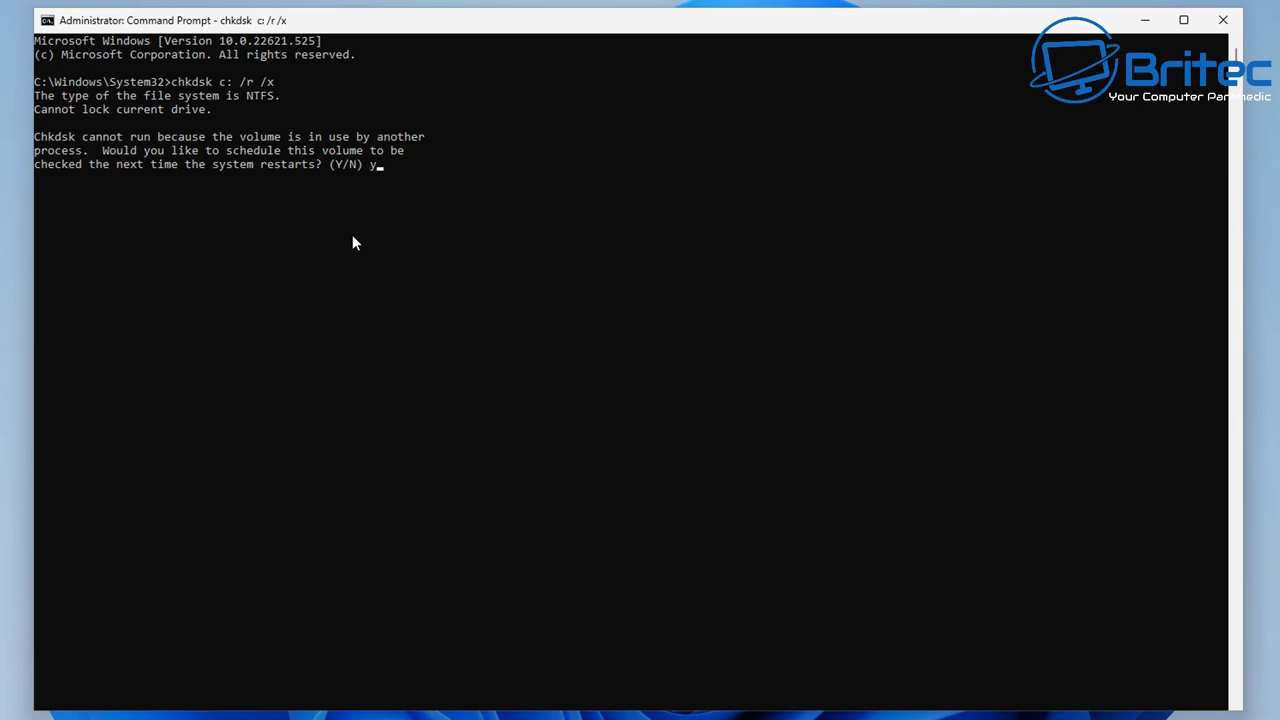 Administrator: Command Prompt - chkdsk  c: /r /x
Microsoft Windows [Version 10.0.22621.525]
(c) Microsoft Corporation. All rights reserved.
C:\Windows\System32>chkdsk c: /r /x
The type of the file system is NTFS.
Cannot lock current drive.
Chkdsk cannot run because the volume is in use by another
process.  Would you like to schedule this volume to be
checked the next time the system restarts? (Y/N) y
Britec
Your Computer Paramedic